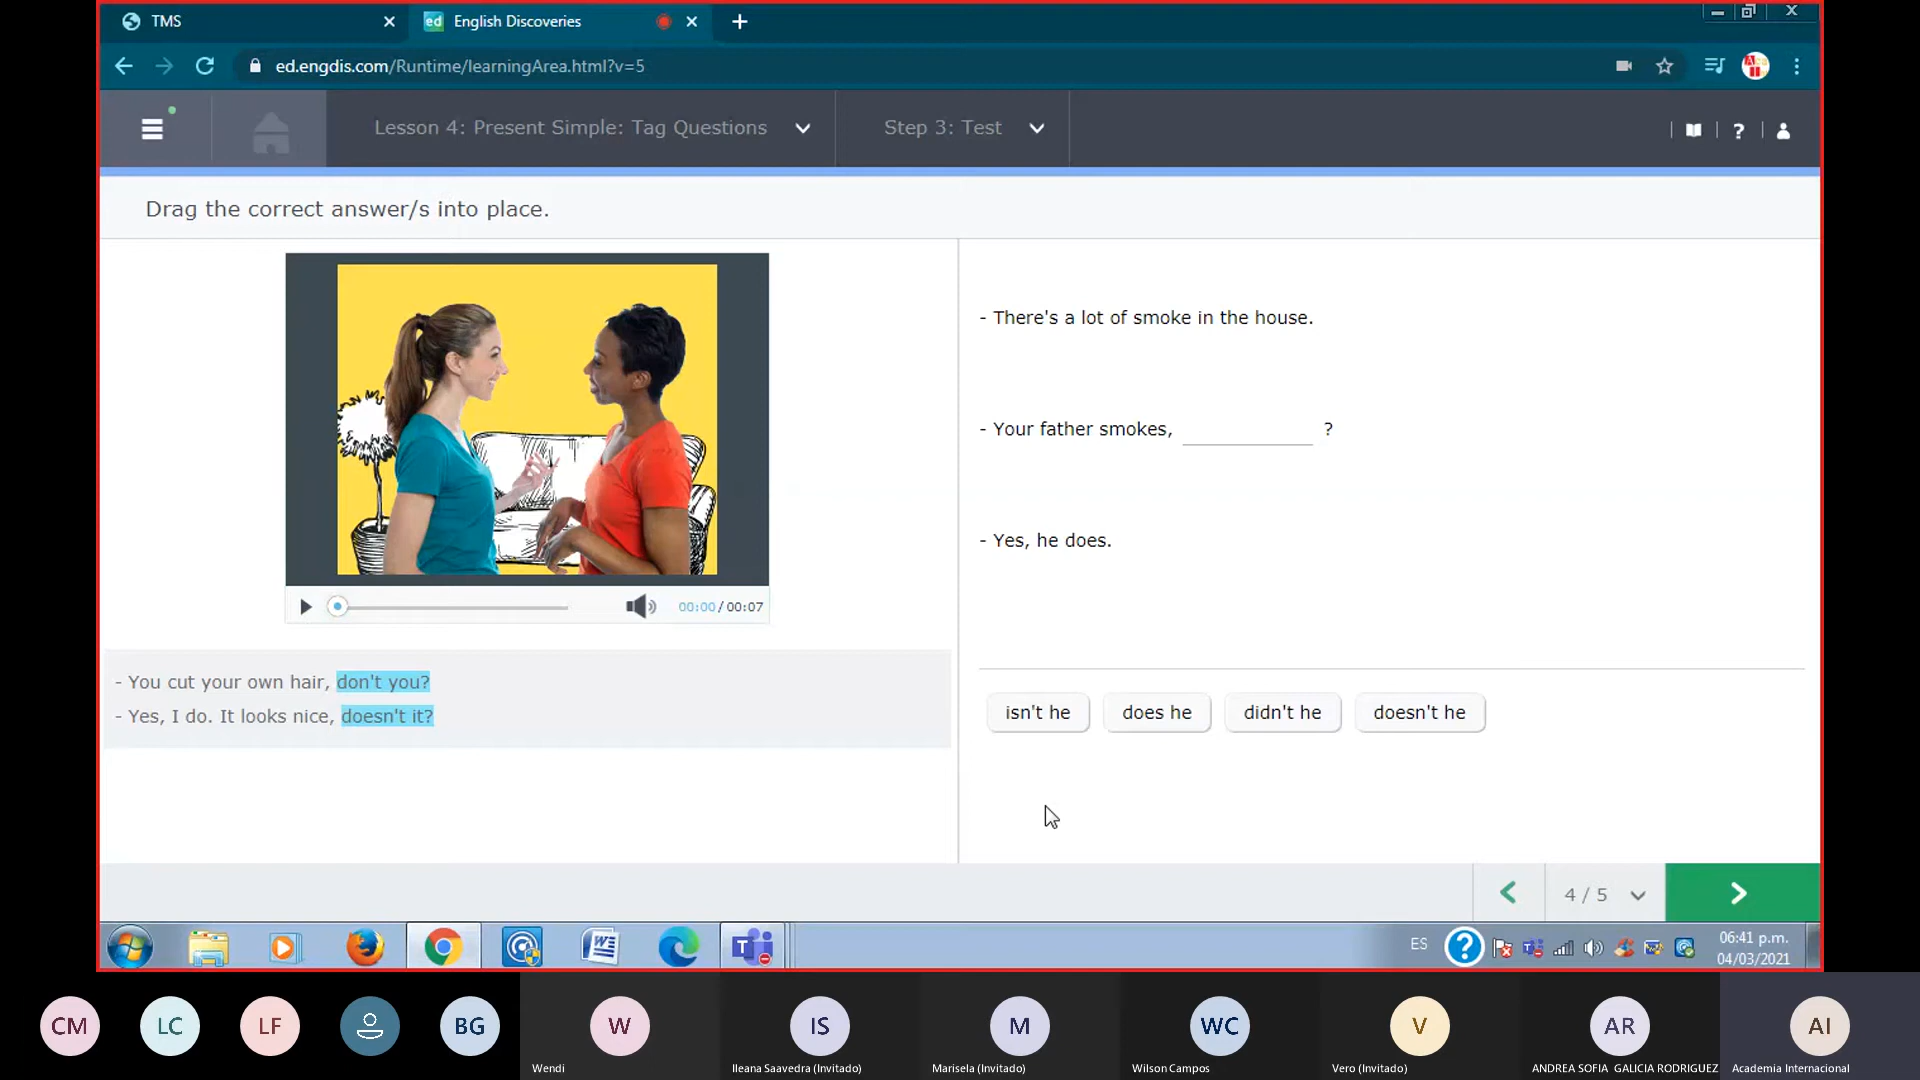 TMS
ed English Discoveries
ed.engdis.com/Runtime/learningArea.html?v=5
Lesson 4: Present Simple: Tag Questions
Step 3: Test
?
Drag the correct answer/s into place.
00:00 / 00:07
- You cut your own hair, don't you?
- Yes, I do. It looks nice, doesn't it?
- There's a lot of smoke in the house.
- Your father smokes, ____________ ?
- Yes, he does.
isn't he
does he
didn't he
doesn't he
4 / 5
ES
06:41 p.m.
04/03/2021
CM
LC
LF
BG
W
Wendi
IS
Ileana Saavedra (Invitado)
M
Marisela (Invitado)
WC
Wilson Campos
V
Vero (Invitado)
AR
ANDREA SOFIA GALICIA RODRIGUEZ
AI
Academia Internacional